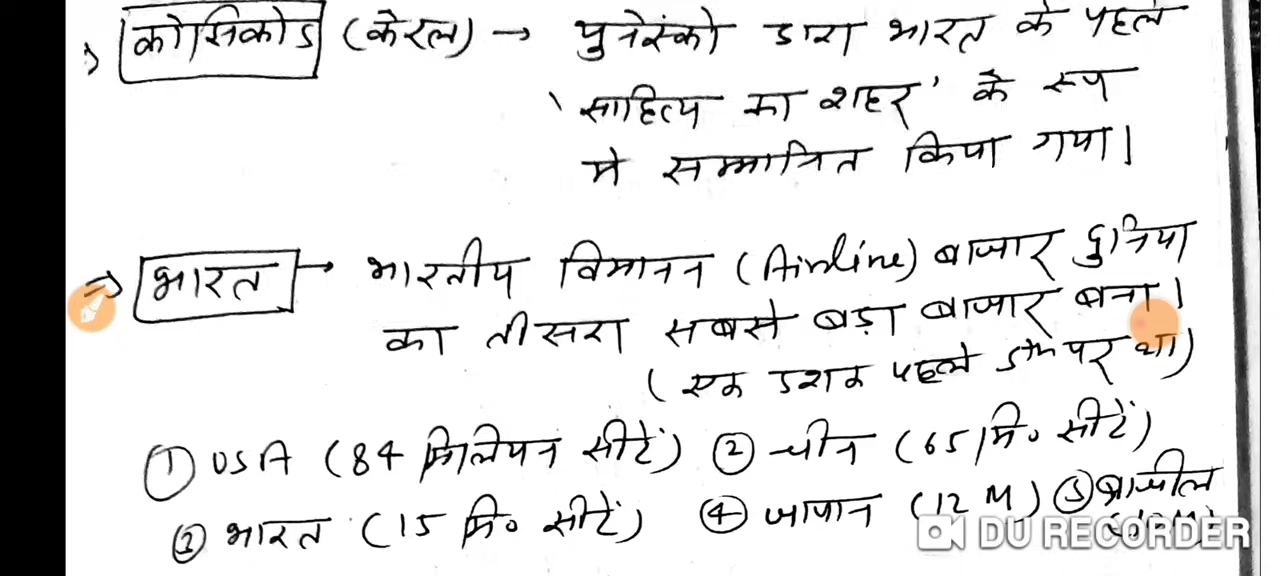 ⇒ कोसिकोड (केरल) → युनेस्को द्वारा भारत के पहले
'साहित्य का शहर' के रूप
मे सम्मानित किया गया।
⇒ भारत → भारतीय विमानन (Airline) बाजार दुनिया
का तीसरा सबसे बड़ा बाजार बना।
(एक दशक पहले 5th पर था)
① USA (84 मिलियन सीटें) ② चीन (65 मि० सीटें)
③ भारत (15 मि० सीटें) ④ जापान (12 M) ⑤ ब्राजील
DU RECORDER